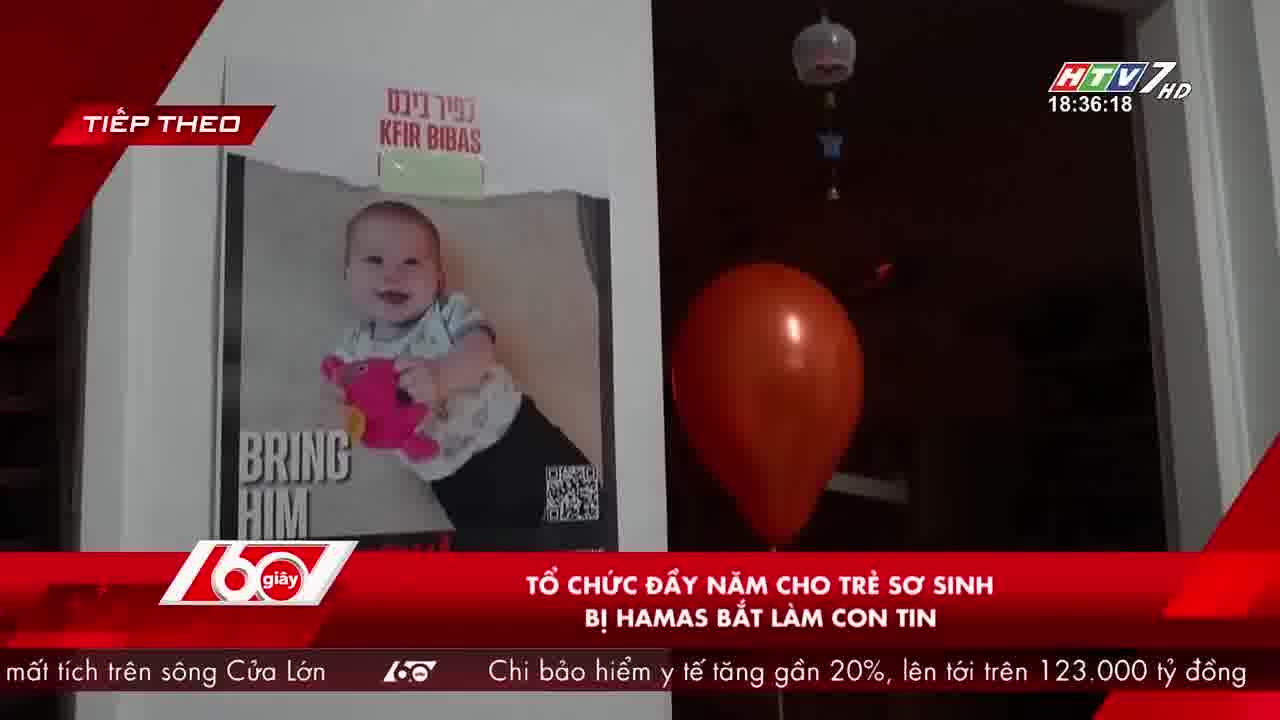 HTV7 HD
18:36:18
TIẾP THEO
כפיר ביבס
KFIR BIBAS
BRING
HIM
60 giây
TỔ CHỨC ĐẦY NĂM CHO TRẺ SƠ SINH
BỊ HAMAS BẮT LÀM CON TIN
mất tích trên sông Cửa Lớn
60 giây
Chi bảo hiểm y tế tăng gần 20%, lên tới trên 123.000 tỷ đồng